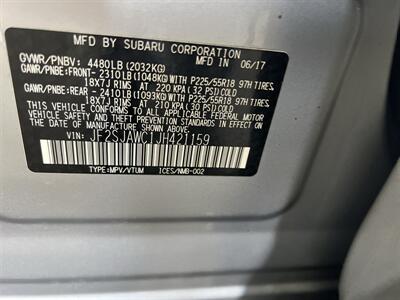 MFD BY SUBARU CORPORATION
GVWR/PNBV: 4480LB(2032KG) MADE IN 06/17
GAWR/PNBE:FRONT- 2310LB(1048KG)WITH P225/55R18 97H TIRES
18X7J RIMS AT 220 KPA(32 PSI)COLD
GAWR/PNBE:REAR - 2410LB(1093KG)WITH P225/55R18 97H TIRES
18X7J RIMS AT 210 KPA(30 PSI)COLD
THIS VEHICLE CONFORMS TO ALL APPLICABLE FEDERAL MOTOR
VEHICLE SAFETY, BUMPER, AND THEFT PREVENTION STANDARDS
IN EFFECT ON THE DATE OF MANUFACTURE SHOWN ABOVE.
VIN: JF2SJAWC1JH421159
TYPE:MPV/VTUM ICES/NMB-002